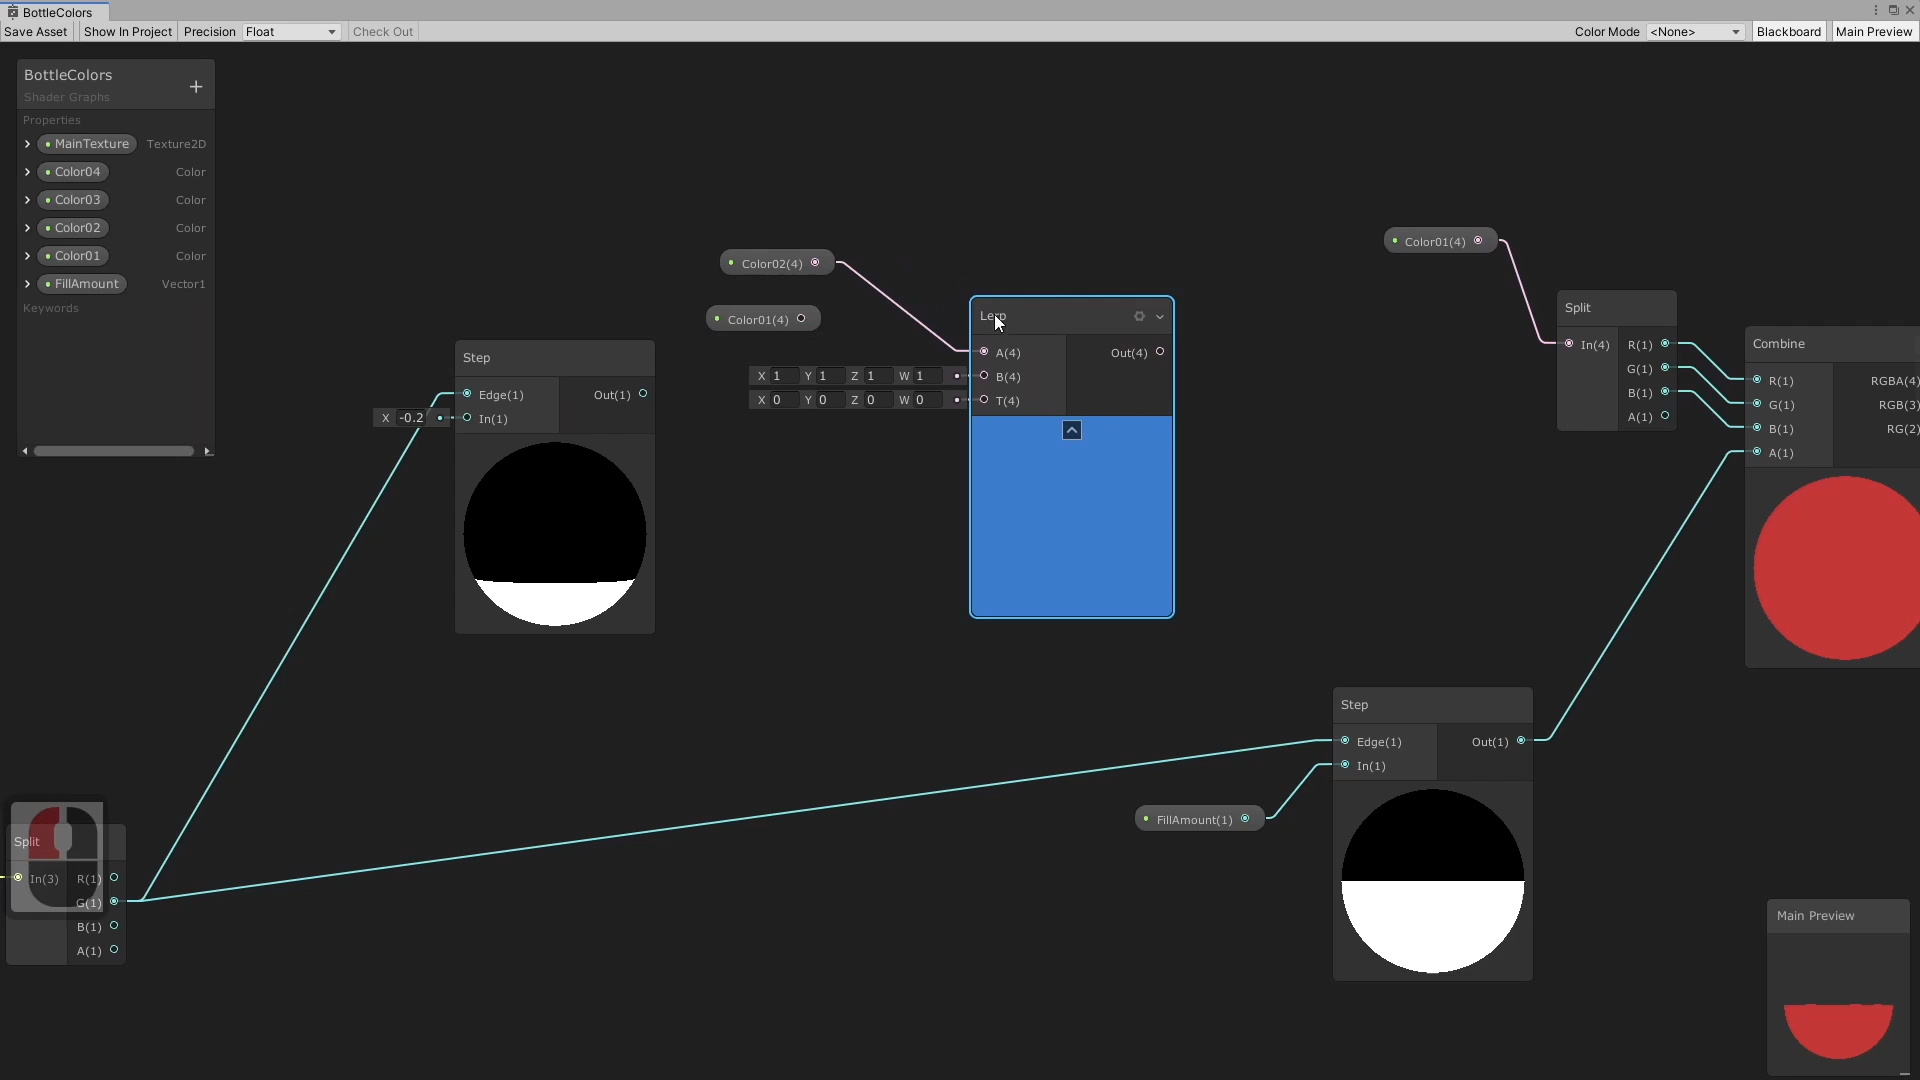 BottleColors
Save Asset Show In Project Precision Float Check Out Color Mode <None> Blackboard Main Preview
BottleColors
Shader Graphs
Properties
MainTexture Texture2D
Color04 Color
Color03 Color
Color02 Color
Color01 Color
FillAmount Vector1
Keywords
Color02(4)
Color01(4)
Step
Edge(1) Out(1)
X -0.2 In(1)
Lerp
A(4) Out(4)
X 1 Y 1 Z 1 W 1 B(4)
X 0 Y 0 Z 0 W 0 T(4)
Color01(4)
Split
In(4) R(1)
G(1)
B(1)
A(1)
Combine
R(1) RGBA(4)
G(1) RGB(3)
B(1) RG(2)
A(1)
Step
Edge(1) Out(1)
In(1)
FillAmount(1)
Split
In(3) R(1)
G(1)
B(1)
A(1)
Main Preview